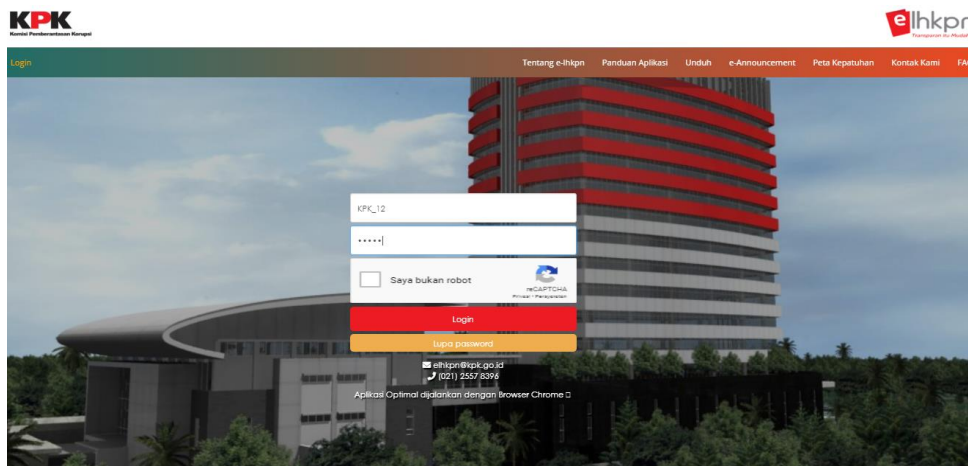 KPK
Komisi Pemberantasan Korupsi
elhkpn
Transparan itu Mudah
Login
Tentang e-lhkpn Panduan Aplikasi Unduh e-Announcement Peta Kepatuhan Kontak Kami FAQ
KPK_12
•••••
Saya bukan robot
reCAPTCHA
Privasi - Persyaratan
Login
Lupa password
elhkpn@kpk.go.id
(021) 2557 8396
Aplikasi Optimal dijalankan dengan Browser Chrome